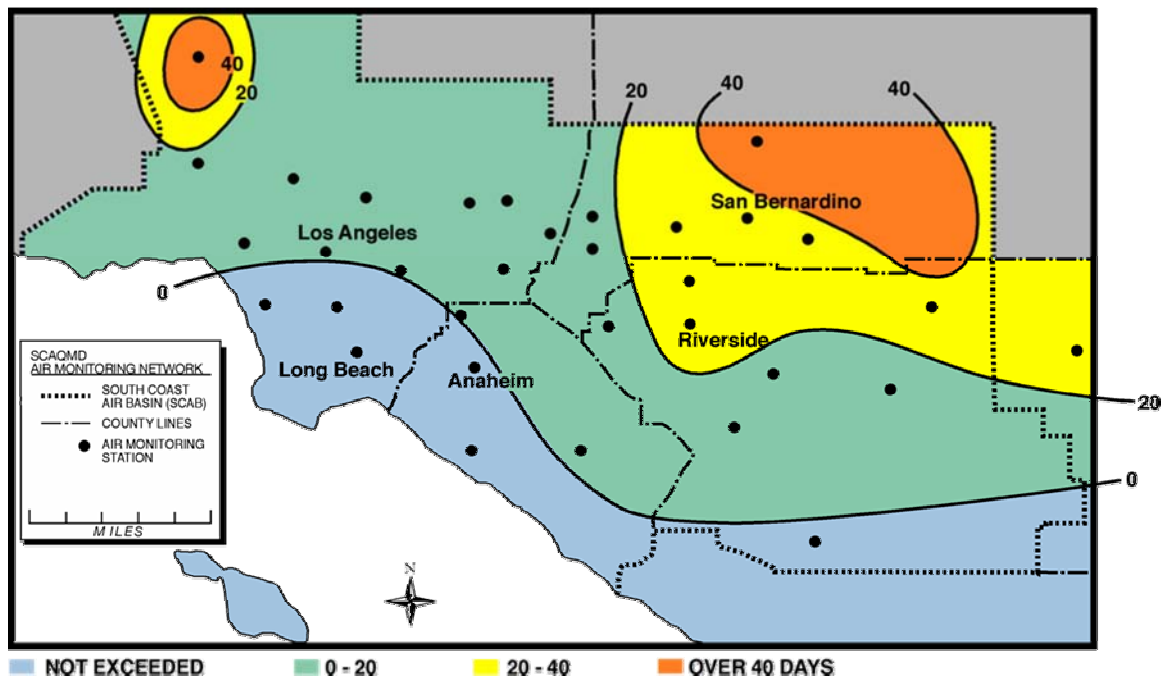 40
20
20
40
40
San Bernardino
Los Angeles
0
Riverside
Long Beach
Anaheim
20
0
SCAQMD
AIR MONITORING NETWORK
SOUTH COAST
AIR BASIN (SCAB)
COUNTY LINES
AIR MONITORING
STATION
MILES
N
NOT EXCEEDED
0 - 20
20 - 40
OVER 40 DAYS